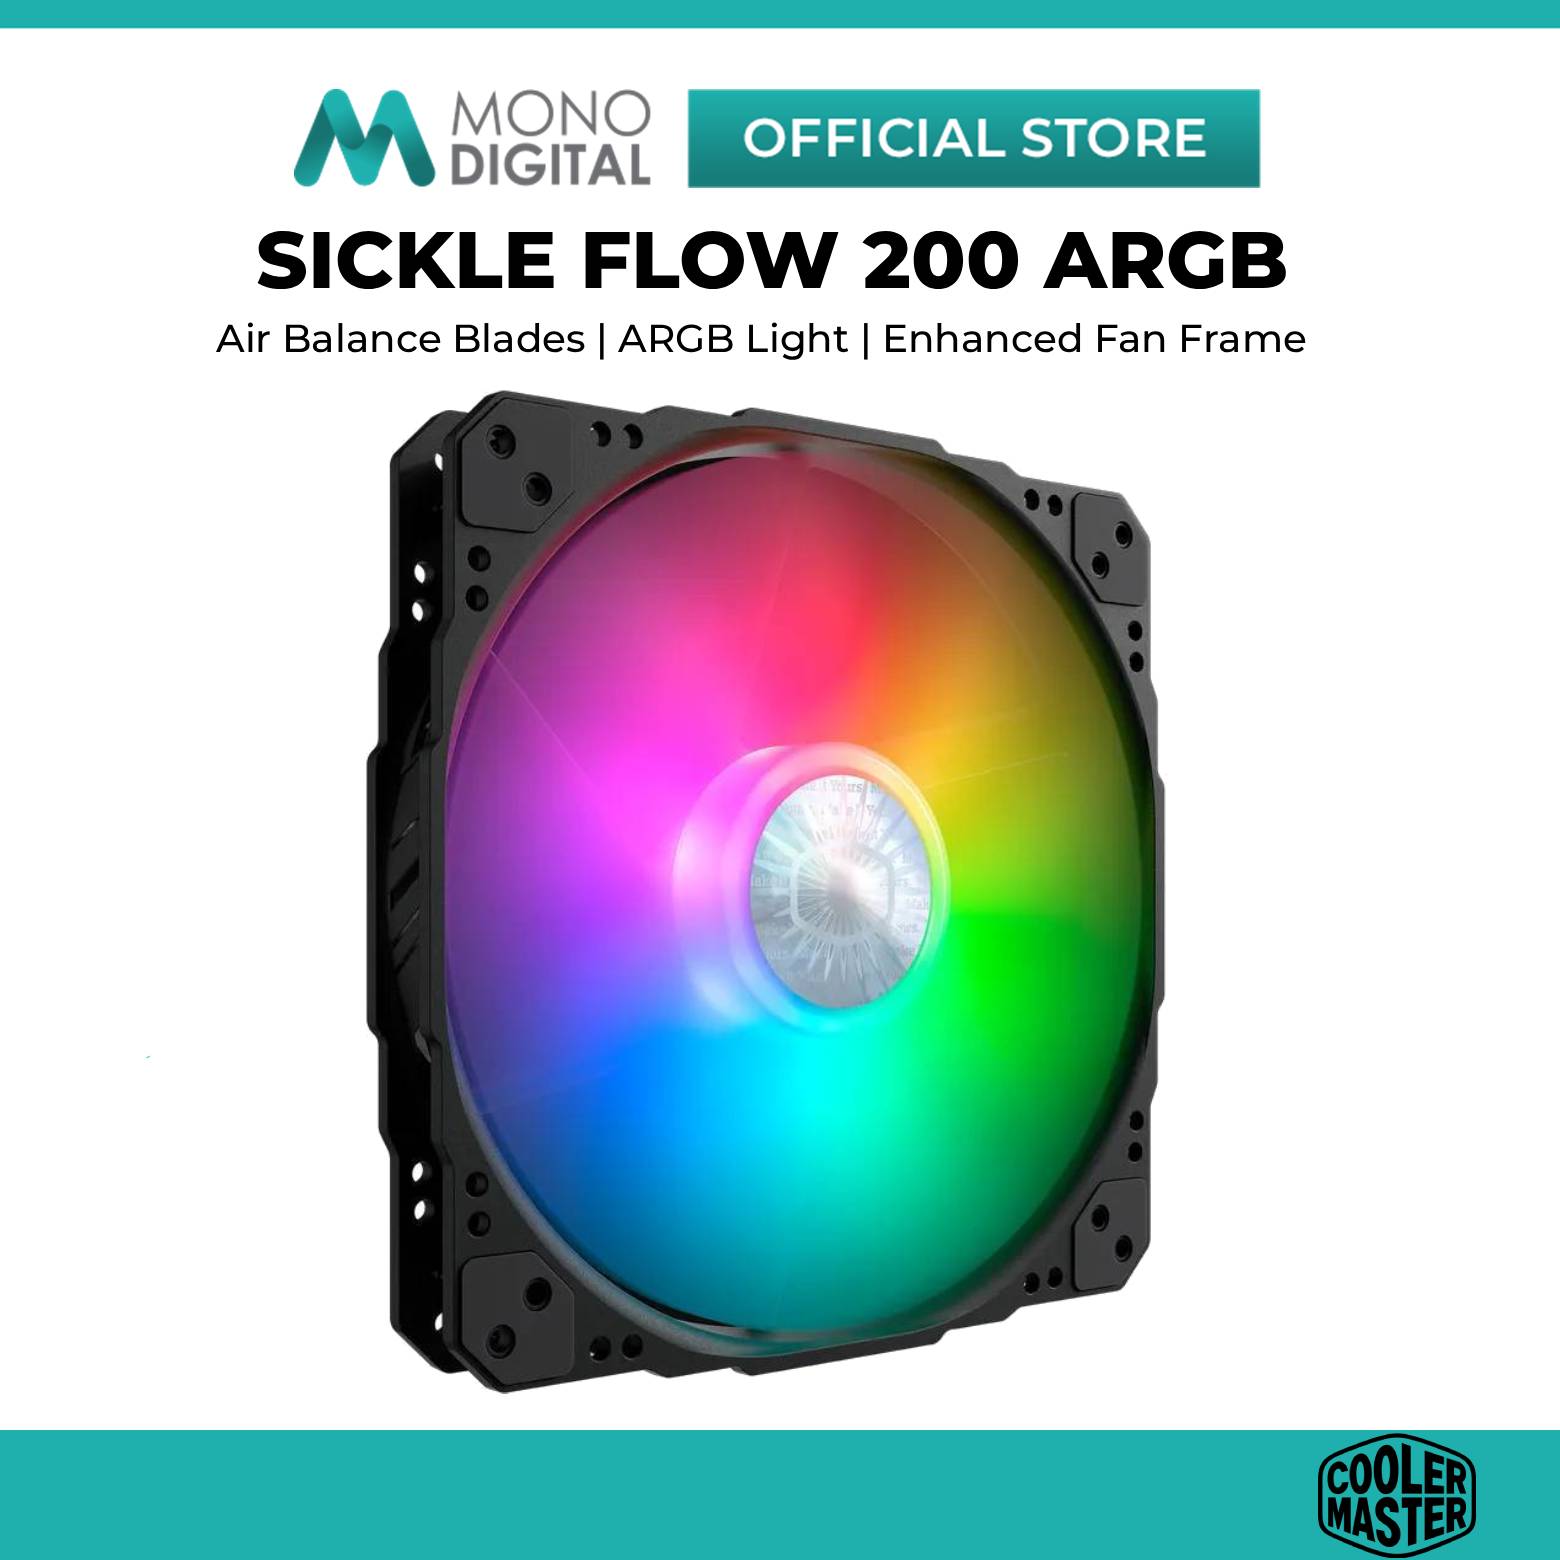 MONO
DIGITAL
OFFICIAL STORE
SICKLE FLOW 200 ARGB
Air Balance Blades | ARGB Light | Enhanced Fan Frame
COOLER
MASTER